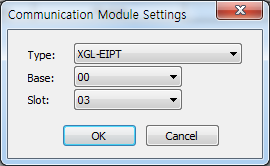 Communication Module Settings
Type: XGL-EIPT
Base: 00
Slot: 03
OK Cancel